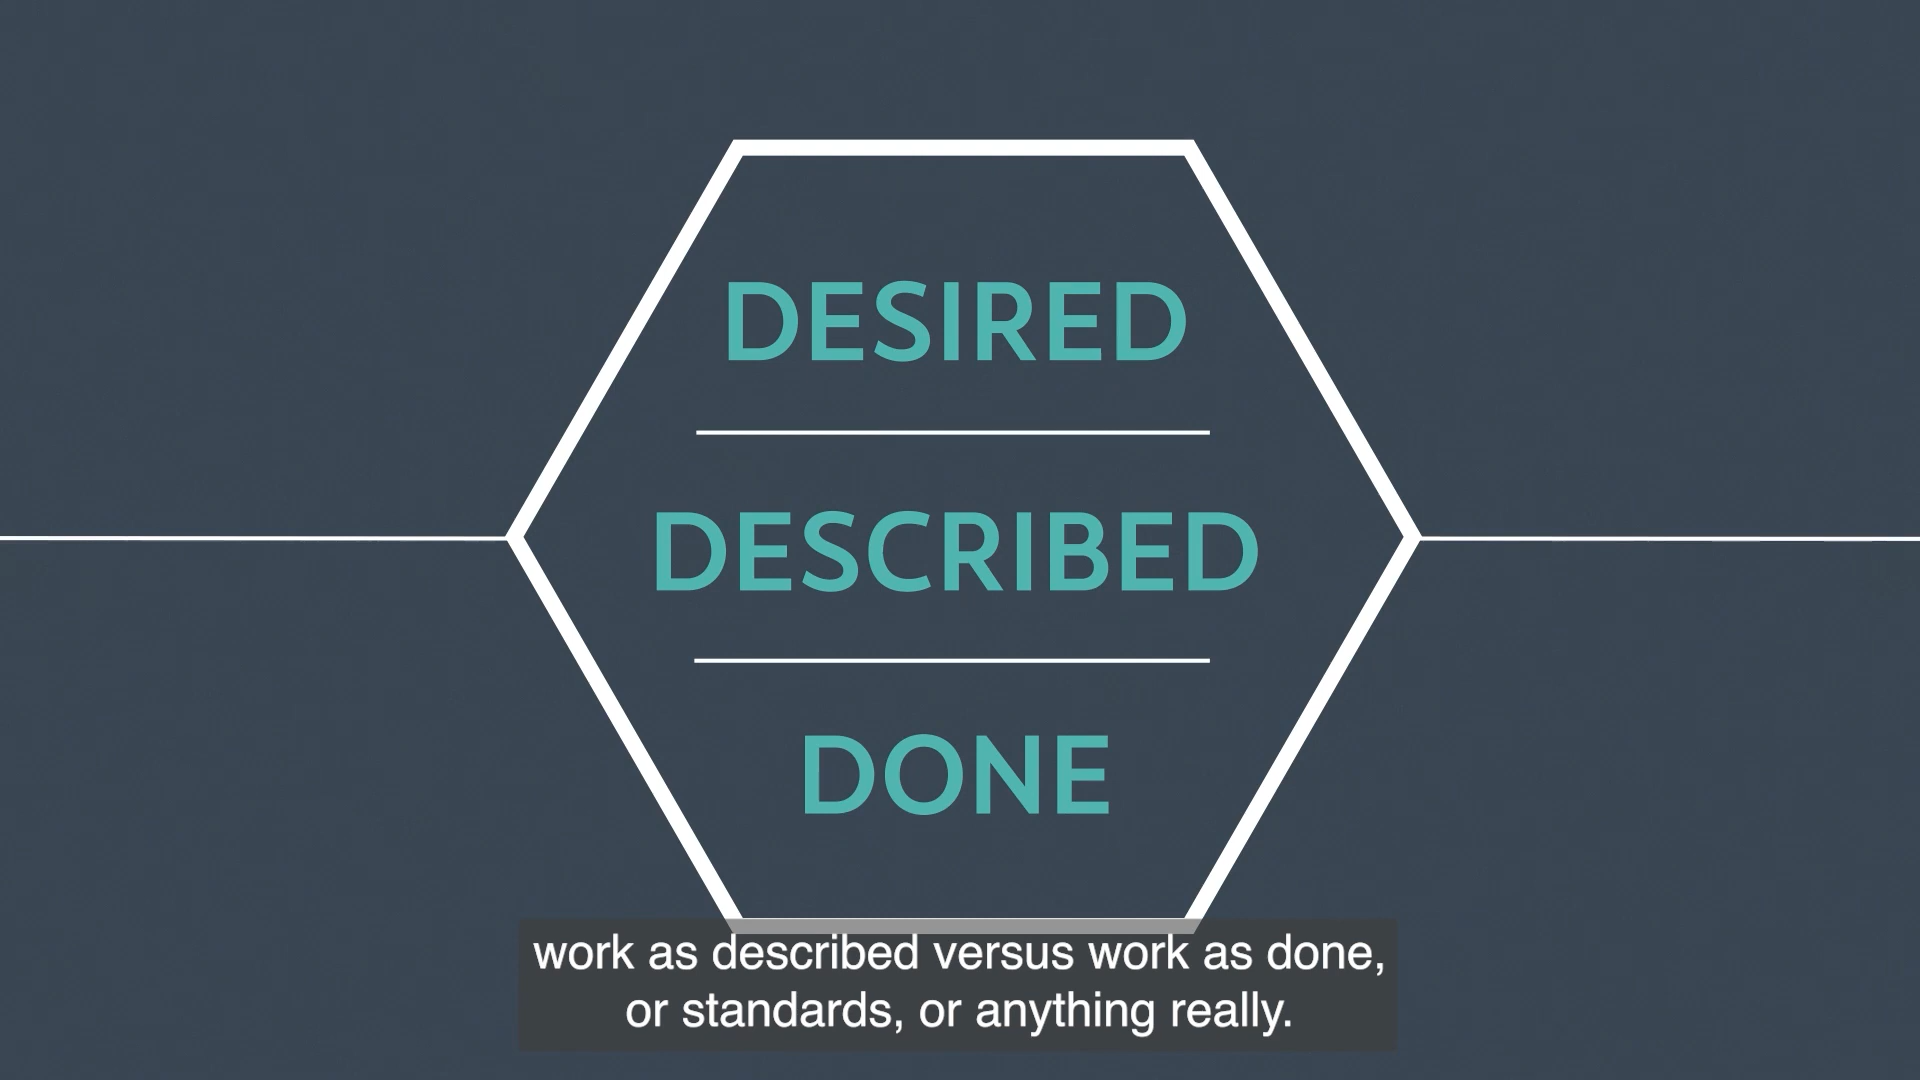 DESIRED
DESCRIBED
DONE
work as described versus work as done,
or standards, or anything really.